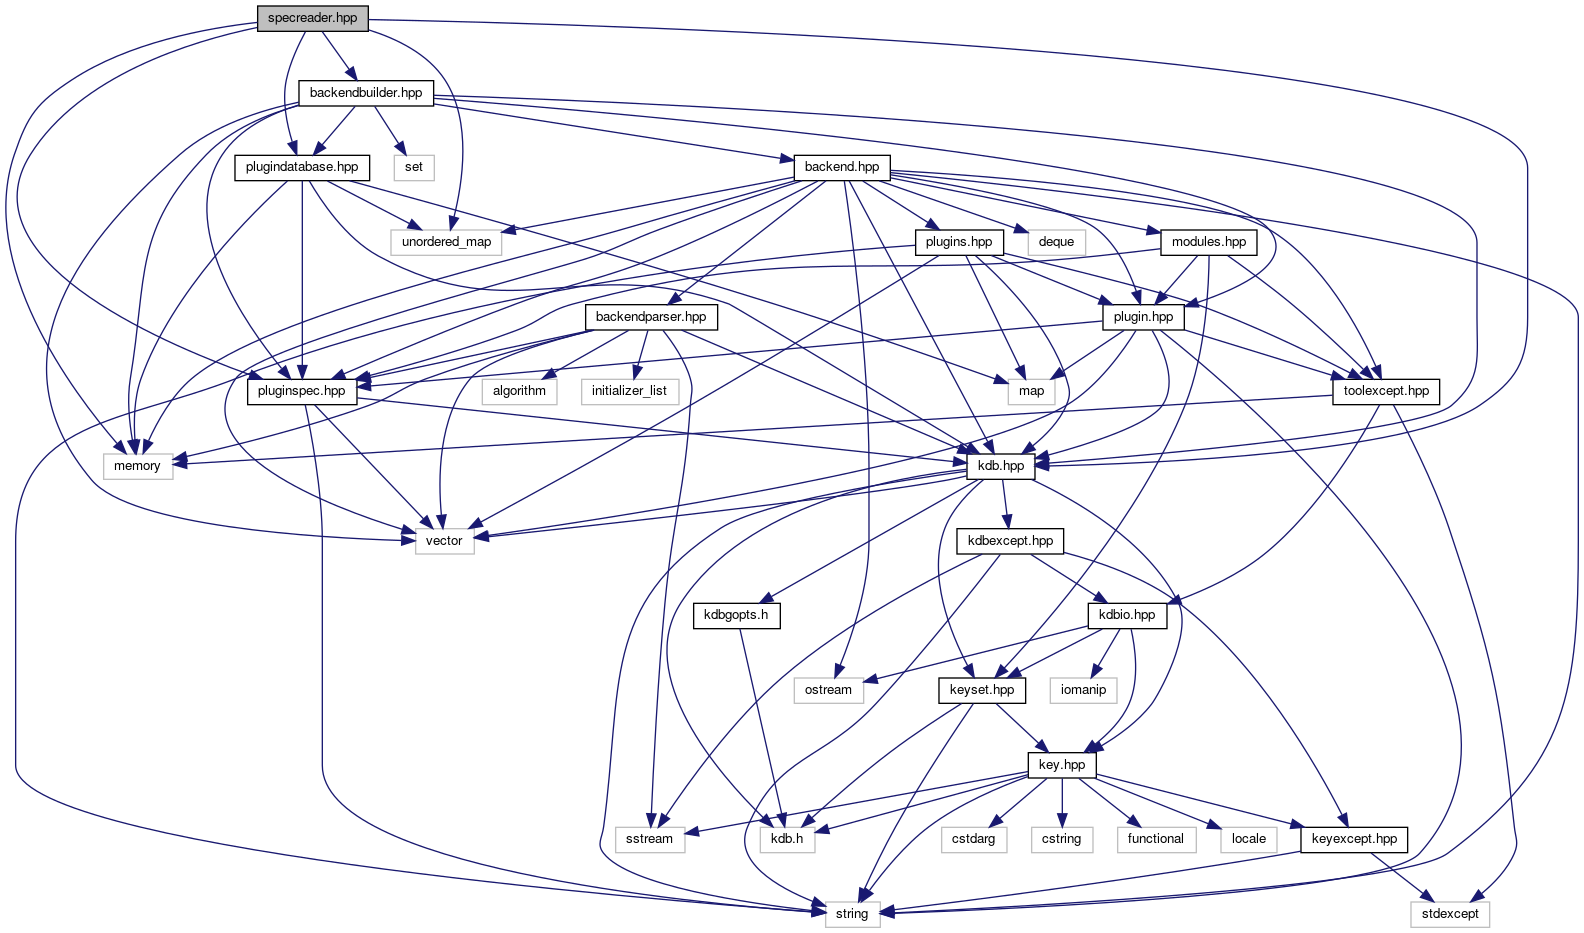 specreader.hpp
backendbuilder.hpp
plugindatabase.hpp
set
backend.hpp
unordered_map
plugins.hpp
deque
modules.hpp
backendparser.hpp
plugin.hpp
pluginspec.hpp
algorithm
initializer_list
map
toolexcept.hpp
memory
kdb.hpp
vector
kdbexcept.hpp
kdbgopts.h
kdbio.hpp
ostream
keyset.hpp
iomanip
key.hpp
sstream
kdb.h
cstdarg
cstring
functional
locale
keyexcept.hpp
string
stdexcept